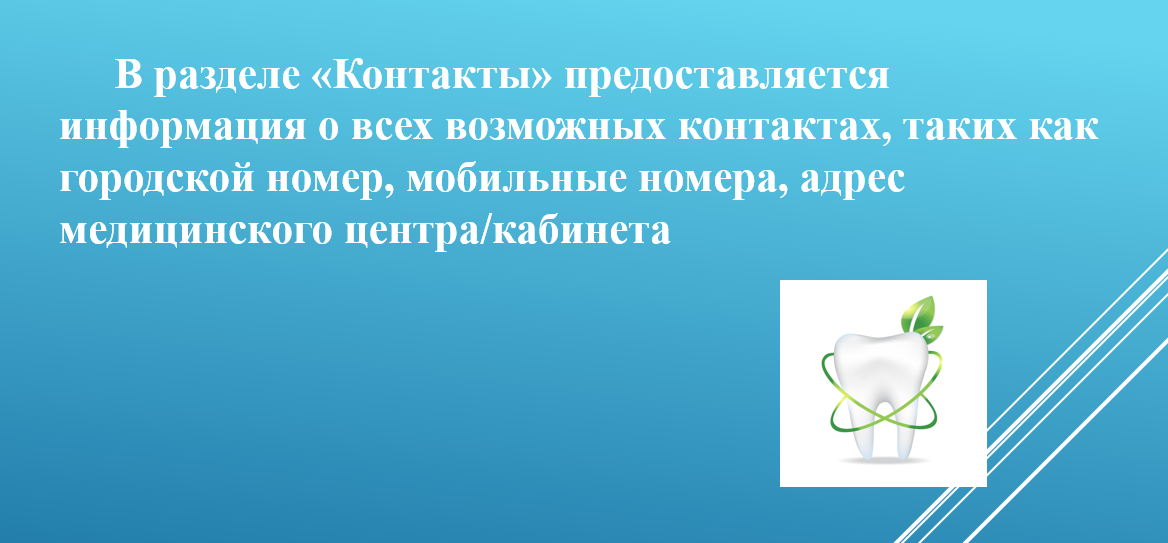 В разделе «Контакты» предоставляется
информация о всех возможных контактах, таких как
городской номер, мобильные номера, адрес
медицинского центра/кабинета